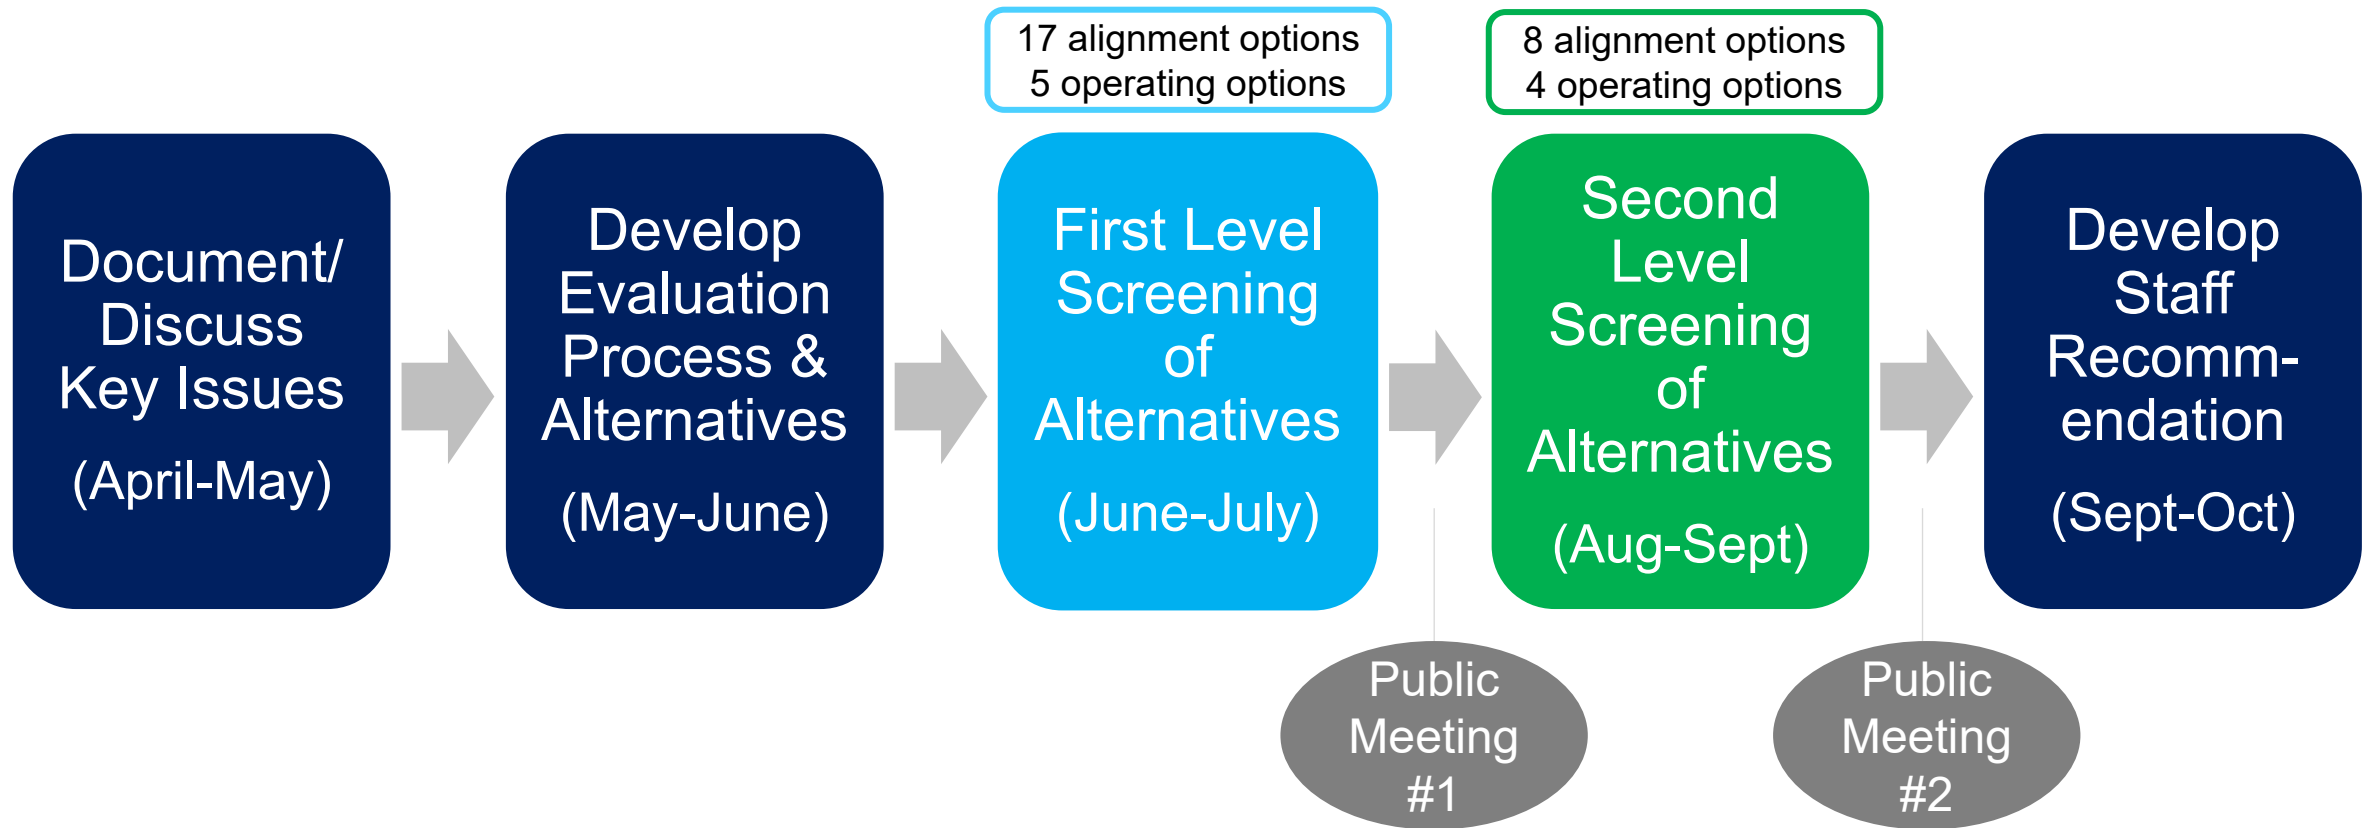 17 alignment options
5 operating options
8 alignment options
4 operating options
Document/
Discuss
Key Issues
(April-May)
Develop
Evaluation
Process &
Alternatives
(May-June)
First Level
Screening
of
Alternatives
(June-July)
Second
Level
Screening
of
Alternatives
(Aug-Sept)
Develop
Staff
Recomm-
endation
(Sept-Oct)
Public
Meeting
#1
Public
Meeting
#2